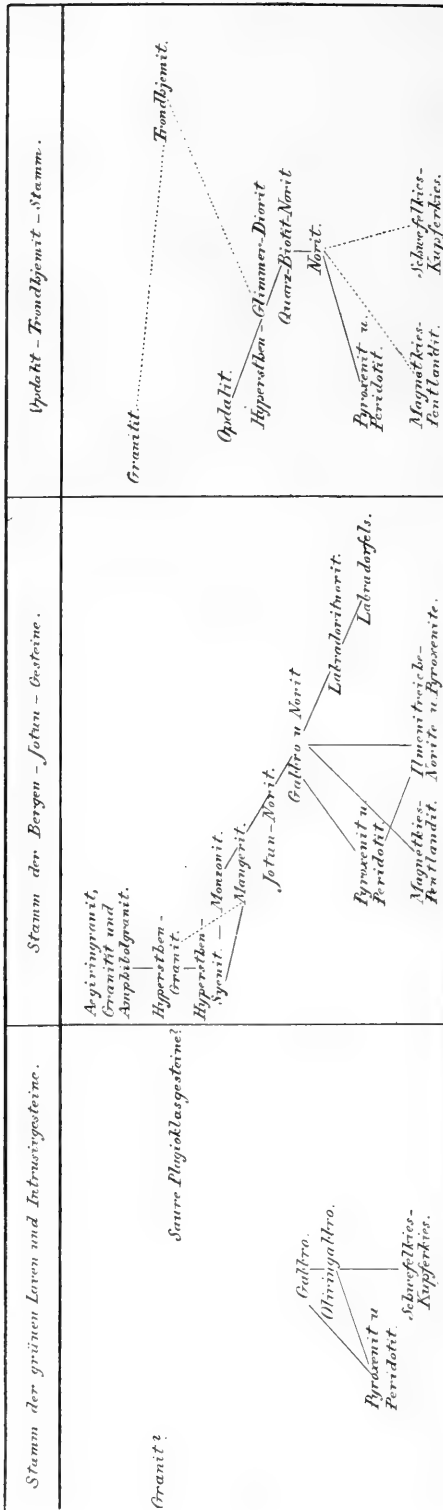 Stamm der grünen Laven und Intrusivgesteine.
Granit?
Saure Plagioklasgesteine?
Gabbro.
Olivingabbro.
Pyroxenit u
Peridotit.
Schwefelkies-
Kupferkies.
Stamm der Bergen - Jotun - Gesteine.
Aegiringranit,
Granitit und
Amphibolgranit.
Hypersthen-
Granit.
Hypersthen-
Syenit. — Monzonit.
Mangerit.
Jotun-Norit.
Gabbro u Norit
Labradoritnorit.
Labradorfels.
Pyroxenit u.
Peridotit.
Magnetkies-
Pentlandit.
Ilmenitreiche-
Norite u. Pyroxenite.
Opdalit - Trondhjemit - Stamm.
Granitit
Trondhjemit.
Opdalit.
Hypersthen-Glimmer-Diorit
Quarz-Biotit-Norit
Norit.
Pyroxenit u
Peridotit.
Magnetkies-
Pentlandit
Schwefelkies-
Kupferkies.